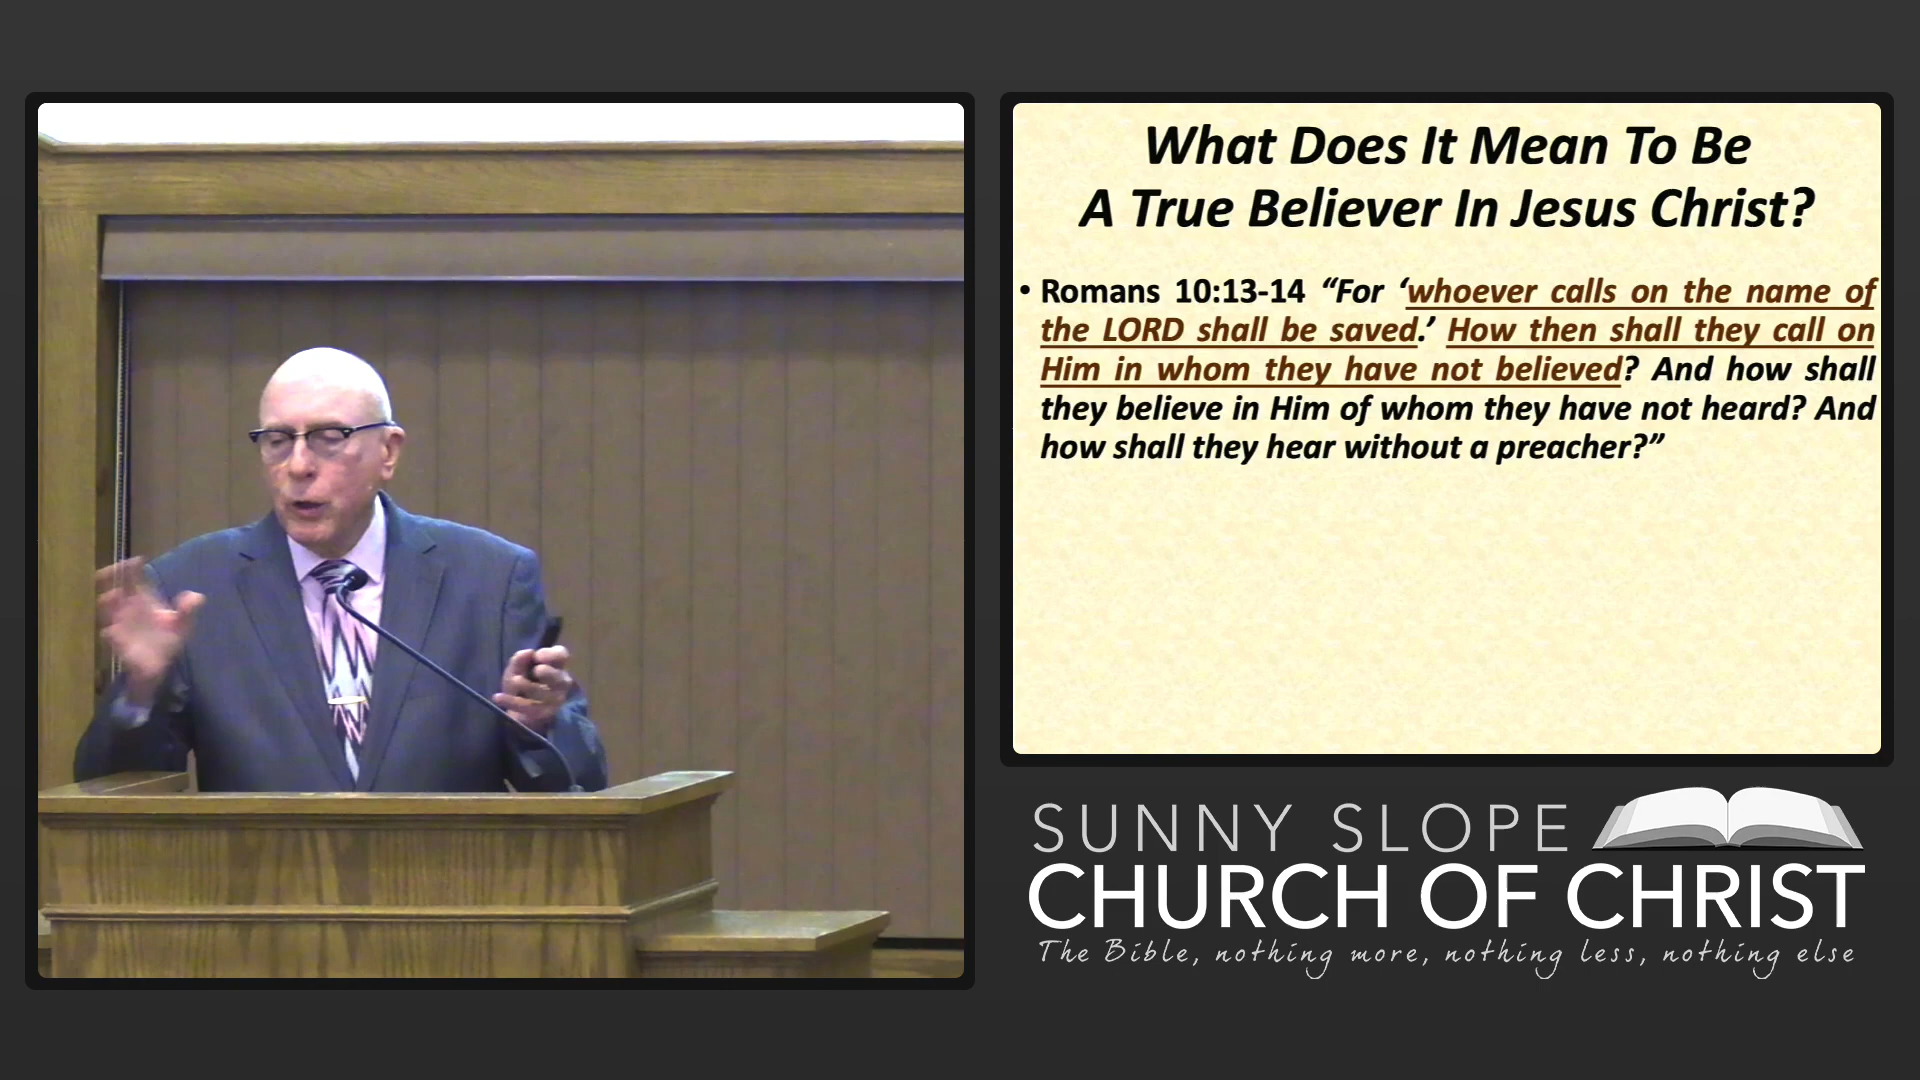 What Does It Mean To Be
A True Believer In Jesus Christ?
• Romans 10:13-14 “For ‘whoever calls on the name of
the LORD shall be saved.’ How then shall they call on
Him in whom they have not believed? And how shall
they believe in Him of whom they have not heard? And
how shall they hear without a preacher?”
SUNNY SLOPE
CHURCH OF CHRIST
The Bible, nothing more, nothing less, nothing else